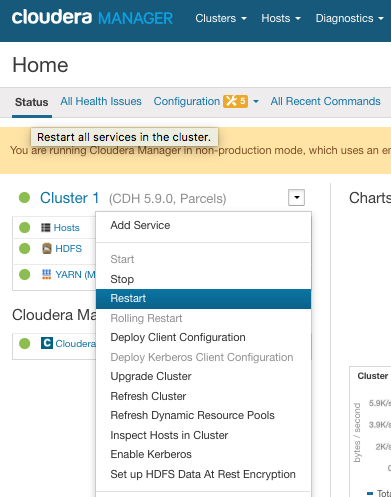 cloudera MANAGER Clusters Hosts Diagnostics
Home
Status All Health Issues Configuration 5 All Recent Commands
Restart all services in the cluster.
You are running Cloudera Manager in non-production mode, which uses an
Cluster 1 (CDH 5.9.0, Parcels) Charts
Add Service
Hosts
Start
HDFS
Stop
YARN (M
Restart
Cloudera Ma
Rolling Restart
Cloudera
Deploy Client Configuration
Deploy Kerberos Client Configuration
Upgrade Cluster
Cluster
Refresh Cluster
Refresh Dynamic Resource Pools
Inspect Hosts in Cluster
Enable Kerberos
Set up HDFS Data At Rest Encryption
bytes / second
5.9K/s
3.9K/s
2K/s
0
Tota